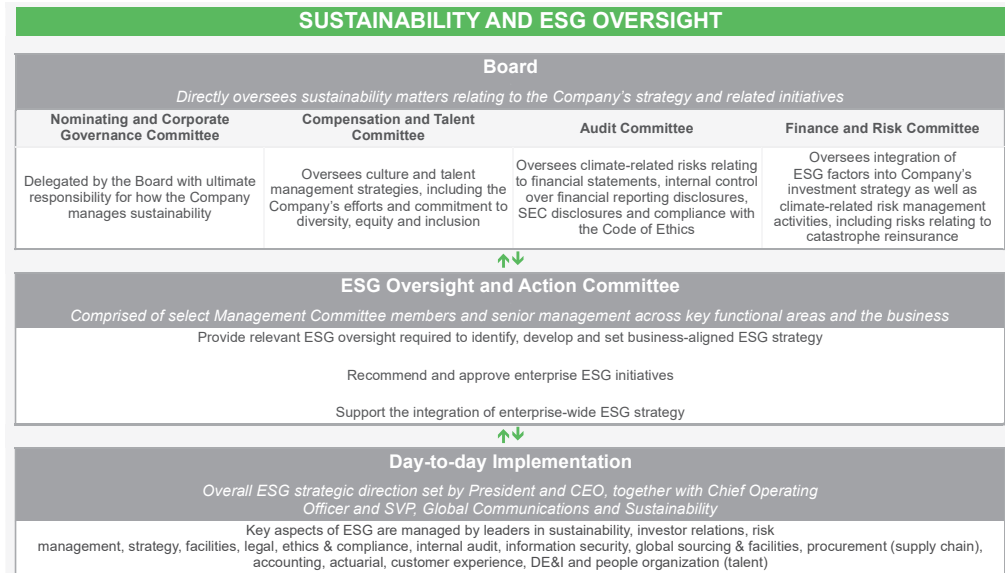 SUSTAINABILITY AND ESG OVERSIGHT
Board
Directly oversees sustainability matters relating to the Company's strategy and related initiatives
Nominating and Corporate
Governance Committee
Delegated by the Board with ultimate
responsibility for how the Company
manages sustainability
Compensation and Talent
Committee
Oversees culture and talent
management strategies, including the
Company's efforts and commitment to
diversity, equity and inclusion
Audit Committee
Oversees climate-related risks relating
to financial statements, internal control
over financial reporting disclosures,
SEC disclosures and compliance with
the Code of Ethics
Finance and Risk Committee
Oversees integration of
ESG factors into Company's
investment strategy as well as
climate-related risk management
activities, including risks relating to
catastrophe reinsurance
ESG Oversight and Action Committee
Comprised of select Management Committee members and senior management across key functional areas and the business
Provide relevant ESG oversight required to identify, develop and set business-aligned ESG strategy
Recommend and approve enterprise ESG initiatives
Support the integration of enterprise-wide ESG strategy
Day-to-day Implementation
Overall ESG strategic direction set by President and CEO, together with Chief Operating
Officer and SVP, Global Communications and Sustainability
Key aspects of ESG are managed by leaders in sustainability, investor relations, risk
management, strategy, facilities, legal, ethics & compliance, internal audit, information security, global sourcing & facilities, procurement (supply chain),
accounting, actuarial, customer experience, DE&I and people organization (talent)